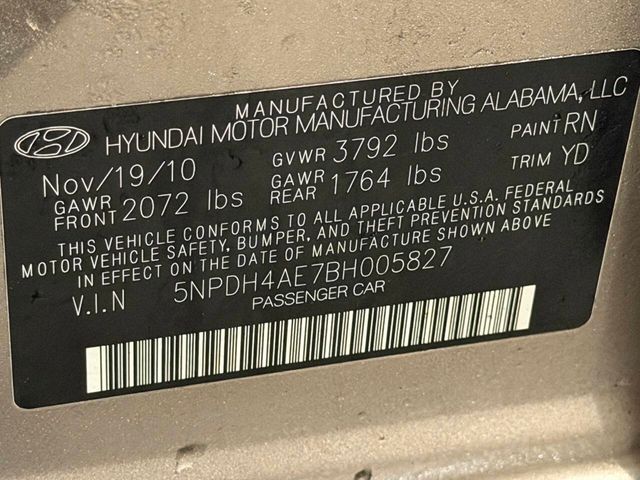 MANUFACTURED BY
HYUNDAI MOTOR MANUFACTURING ALABAMA, LLC
Nov/19/10 GVWR 3792 lbs PAINT RN
GAWR FRONT 2072 lbs GAWR REAR 1764 lbs TRIM YD
THIS VEHICLE CONFORMS TO ALL APPLICABLE U.S.A. FEDERAL
MOTOR VEHICLE SAFETY, BUMPER, AND THEFT PREVENTION STANDARDS
IN EFFECT ON THE DATE OF MANUFACTURE SHOWN ABOVE
V.I.N 5NPDH4AE7BH005827
PASSENGER CAR